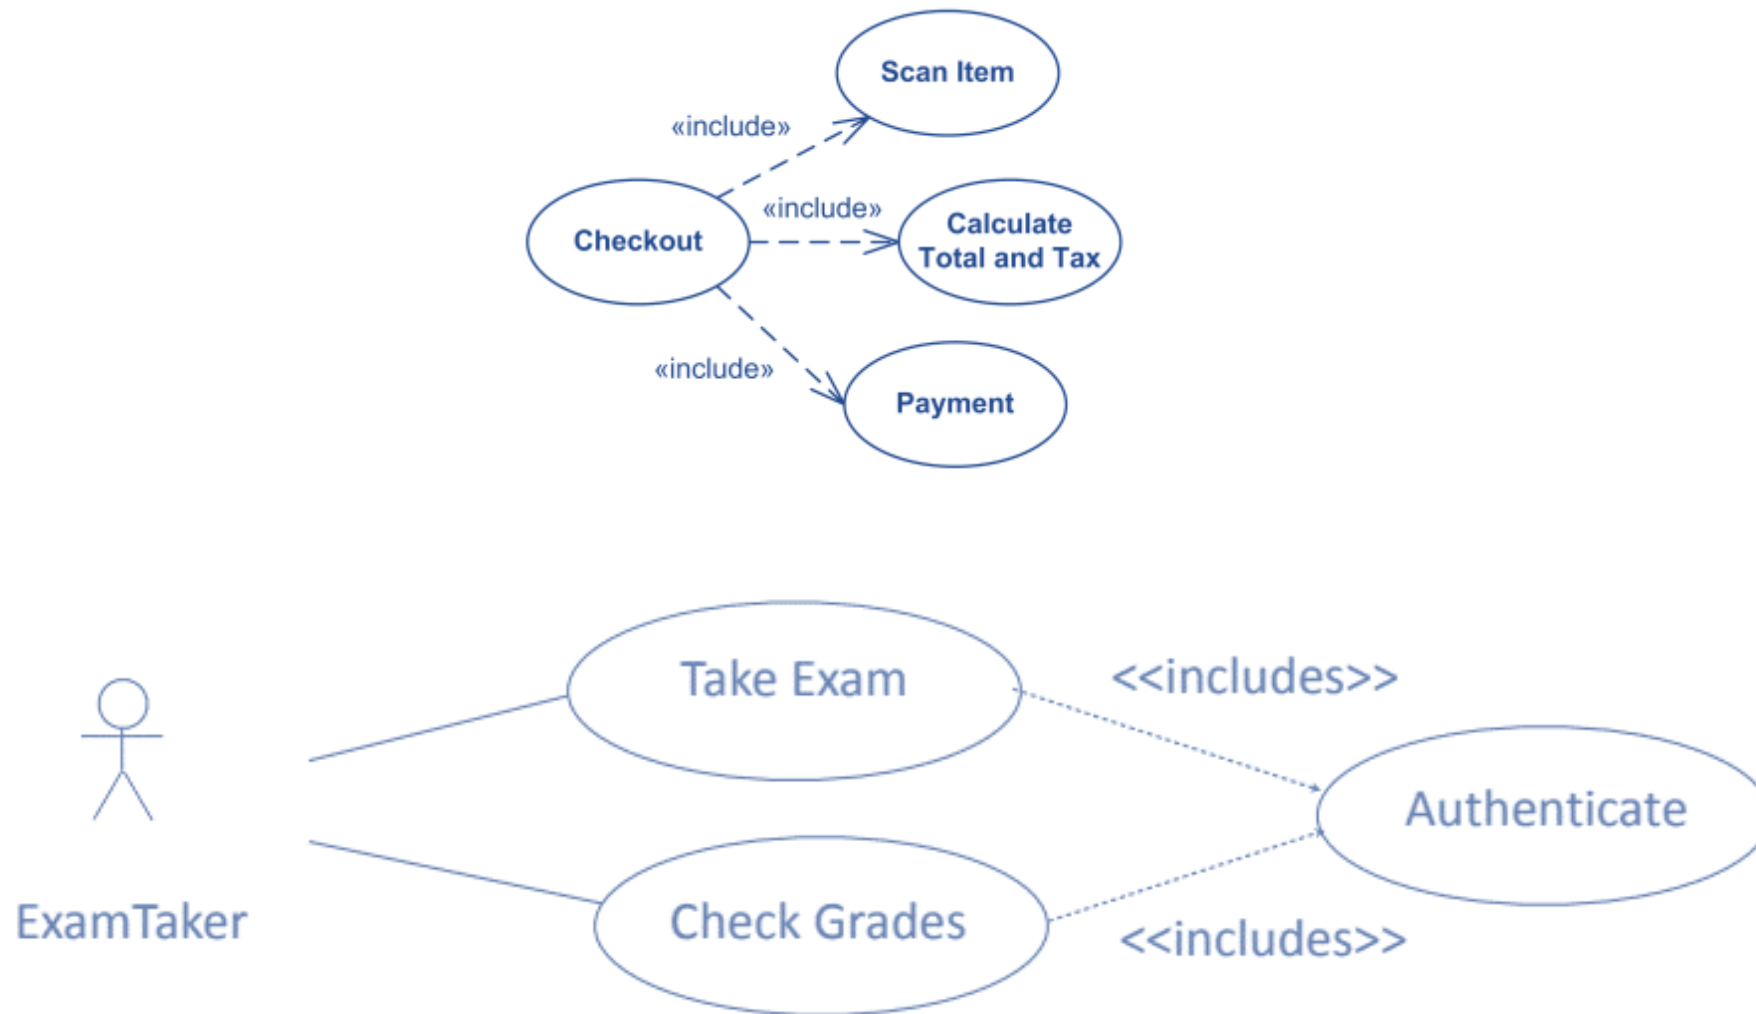 Scan Item
«include»
«include»
Checkout
Calculate
Total and Tax
«include»
Payment
Take Exam
<<includes>>
Authenticate
ExamTaker
Check Grades
<<includes>>